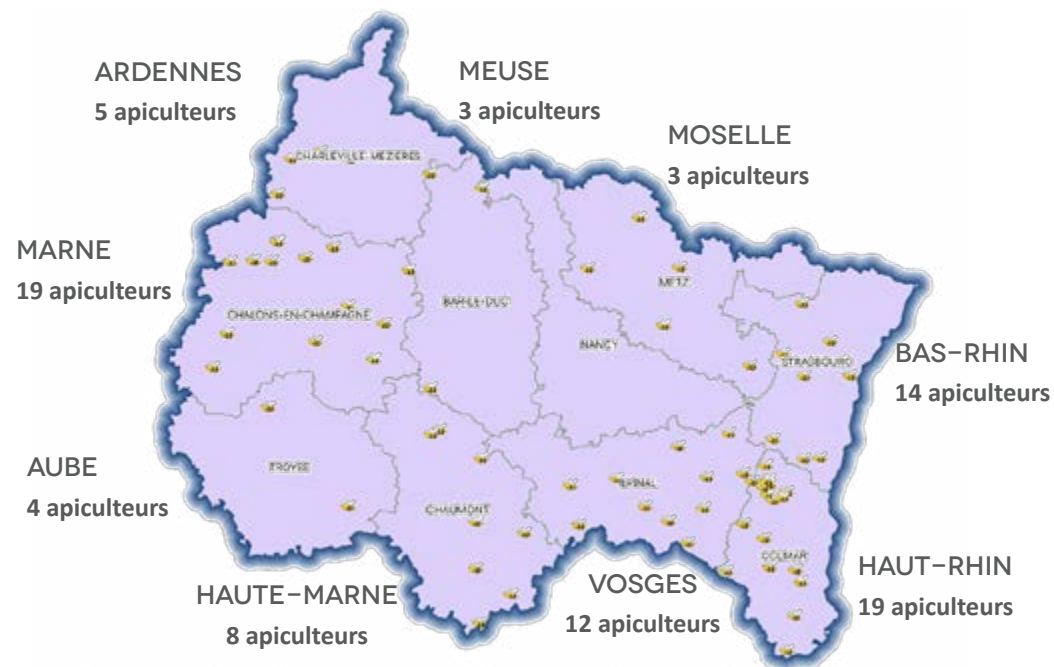 ARDENNES
5 apiculteurs
MEUSE
3 apiculteurs
MOSELLE
3 apiculteurs
CHARLEVILLE-MEZIERES
MARNE
19 apiculteurs
METZ
BAR-LE-DUC
CHALONS-EN-CHAMPAGNE
NANCY
STRASBOURG
BAS-RHIN
14 apiculteurs
AUBE
4 apiculteurs
TROYES
EPINAL
CHAUMONT
COLMAR
HAUTE-MARNE
8 apiculteurs
VOSGES
12 apiculteurs
HAUT-RHIN
19 apiculteurs